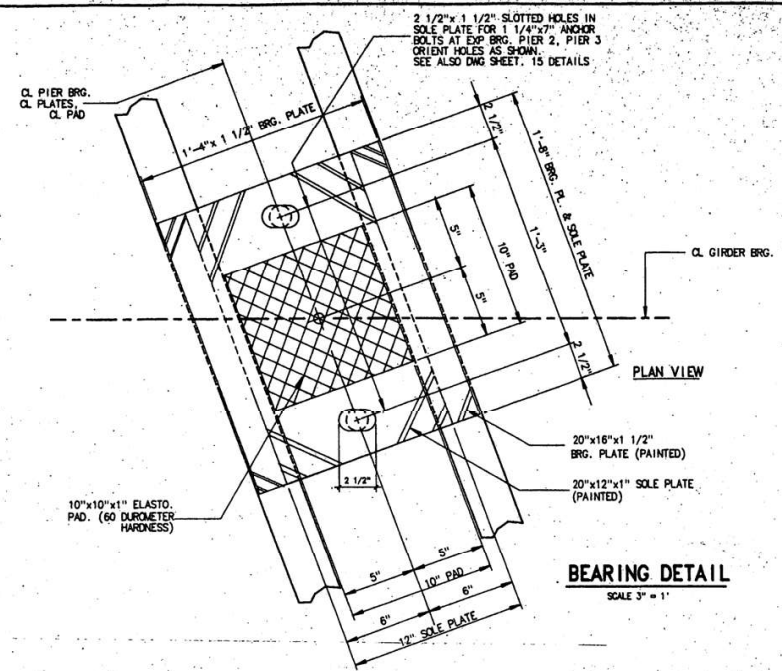 2 1/2"x 1 1/2" SLOTTED HOLES IN
SOLE PLATE FOR 1 1/4"x7" ANCHOR
BOLTS AT EXP BRG. PIER 2, PIER 3
ORIENT HOLES AS SHOWN.
SEE ALSO DWG SHEET. 15 DETAILS
CL PIER BRG.
CL PLATES,
CL PAD
1'-4"x 1 1/2" BRG. PLATE
2 1/2"
1'-8" BRG. PL. & SOLE PLATE
1'-3"
5"
10" PAD
5"
CL GIRDER BRG.
2 1/2"
PLAN VIEW
20"x16"x1 1/2"
BRG. PLATE (PAINTED)
2 1/2"
20"x12"x1" SOLE PLATE
(PAINTED)
10"x10"x1" ELASTO.
PAD. (60 DUROMETER
HARDNESS)
5"
5"
10" PAD
6"
6"
12" SOLE PLATE
BEARING DETAIL
SCALE 3" = 1'